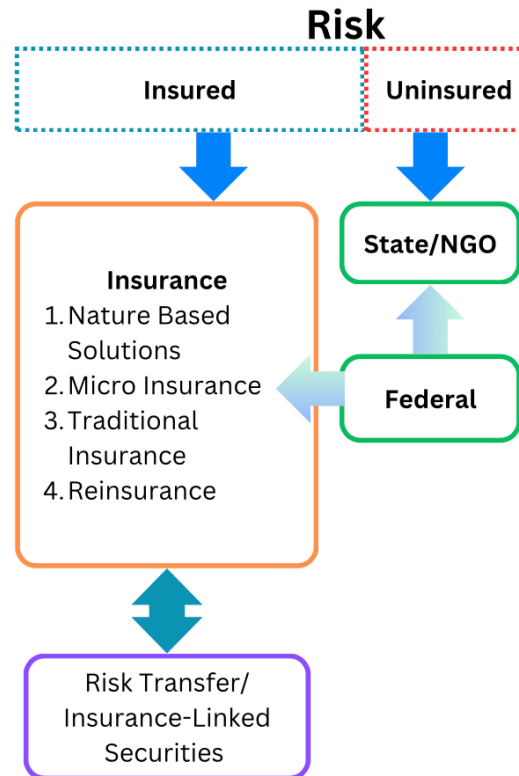 Risk
Insured
Uninsured
State/NGO
Insurance
1. Nature Based
Solutions
2. Micro Insurance
3. Traditional
Insurance
4. Reinsurance
Federal
Risk Transfer/
Insurance-Linked
Securities